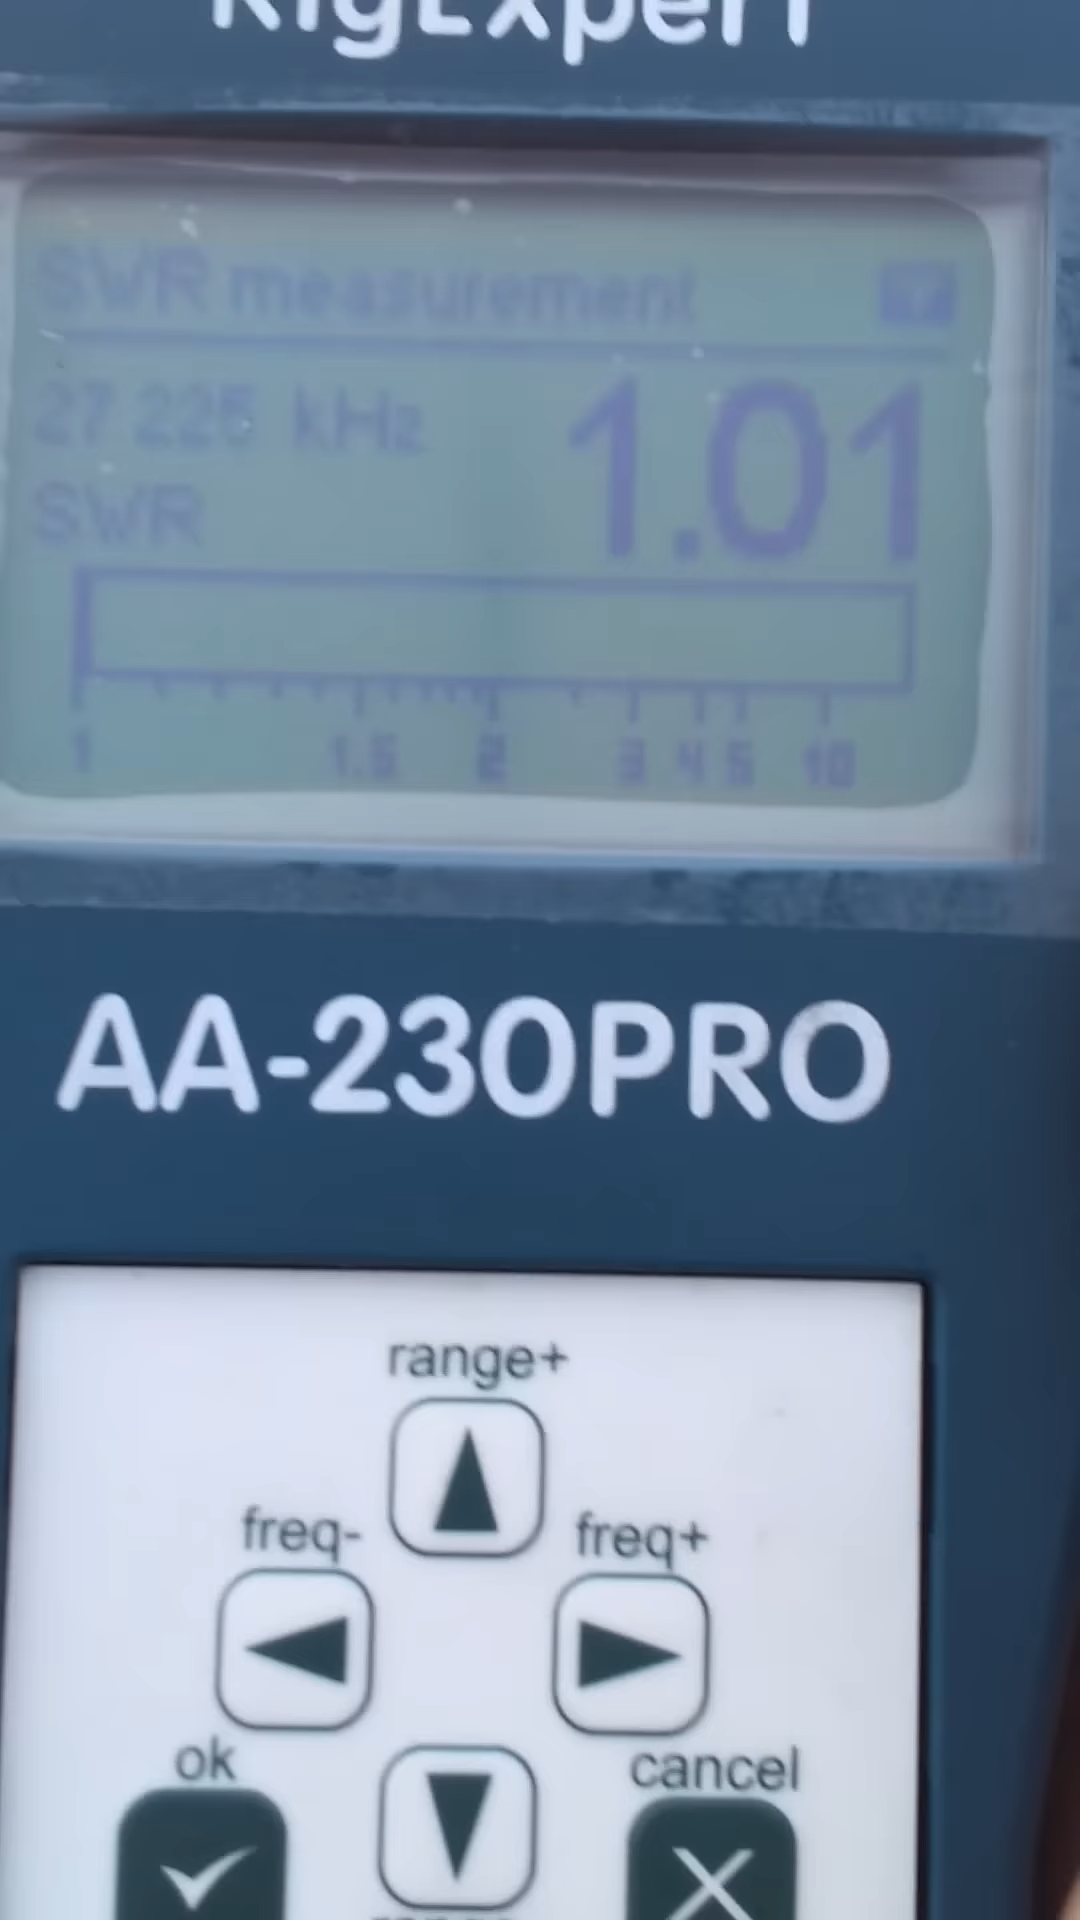 RigExpert
SWR measurement
27 225 kHz
1.01
SWR
1 1.5 2 3 4 5 10
AA-230PRO
range+
freq-
freq+
ok
cancel